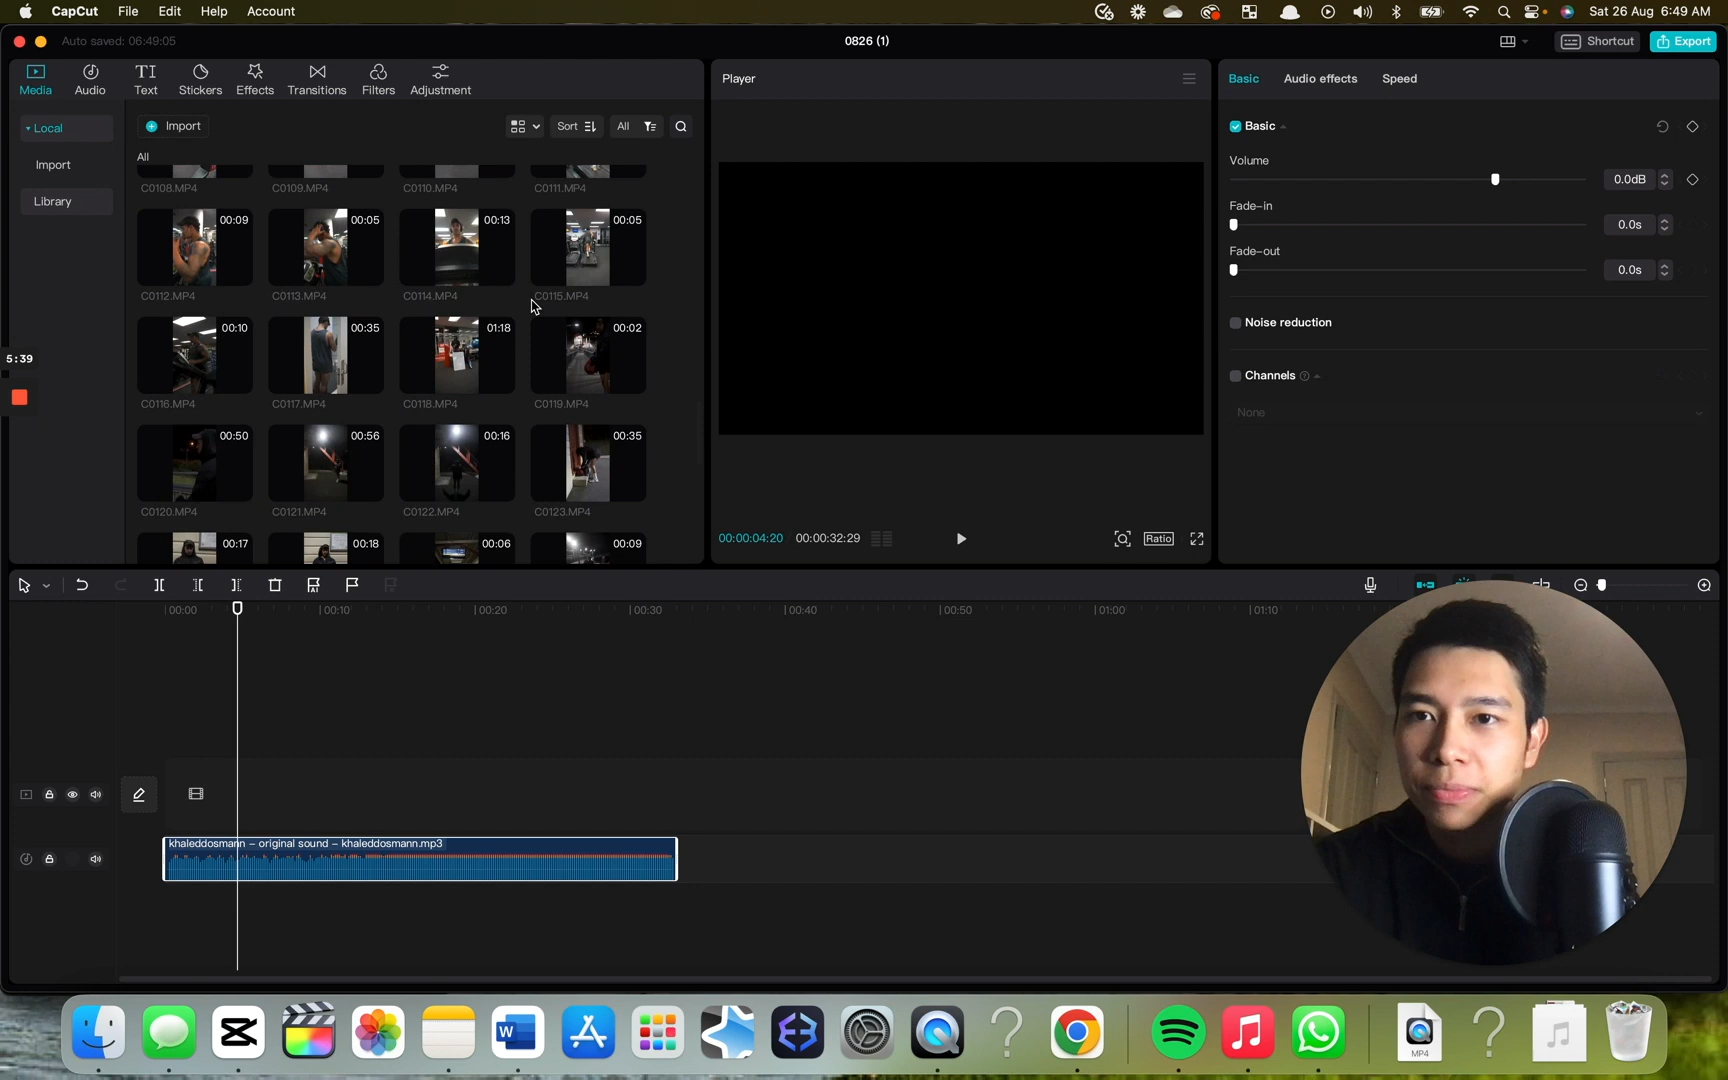 CapCut File Edit Help Account
Sat 26 Aug 6:49 AM
Auto saved: 06:49:05
0826 (1)
Shortcut
Export
Media Audio Text Stickers Effects Transitions Filters Adjustment
Local
Import
Library
Import
Sort
All
All
C0108.MP4 C0109.MP4 C0110.MP4 C0111.MP4
00:09 00:05 00:13 00:05
C0112.MP4 C0113.MP4 C0114.MP4 C0115.MP4
00:10 00:35 01:18 00:02
C0116.MP4 C0117.MP4 C0118.MP4 C0119.MP4
00:50 00:56 00:16 00:35
C0120.MP4 C0121.MP4 C0122.MP4 C0123.MP4
00:17 00:18 00:06 00:09
5:39
Player
00:00:04:20 00:00:32:29
Ratio
Basic Audio effects Speed
Basic
Volume
0.0dB
Fade-in
0.0s
Fade-out
0.0s
Noise reduction
Channels
None
00:00 00:10 00:20 00:30 00:40 00:50 01:00 01:10
khaleddosmann – original sound – khaleddosmann.mp3
W
MP4